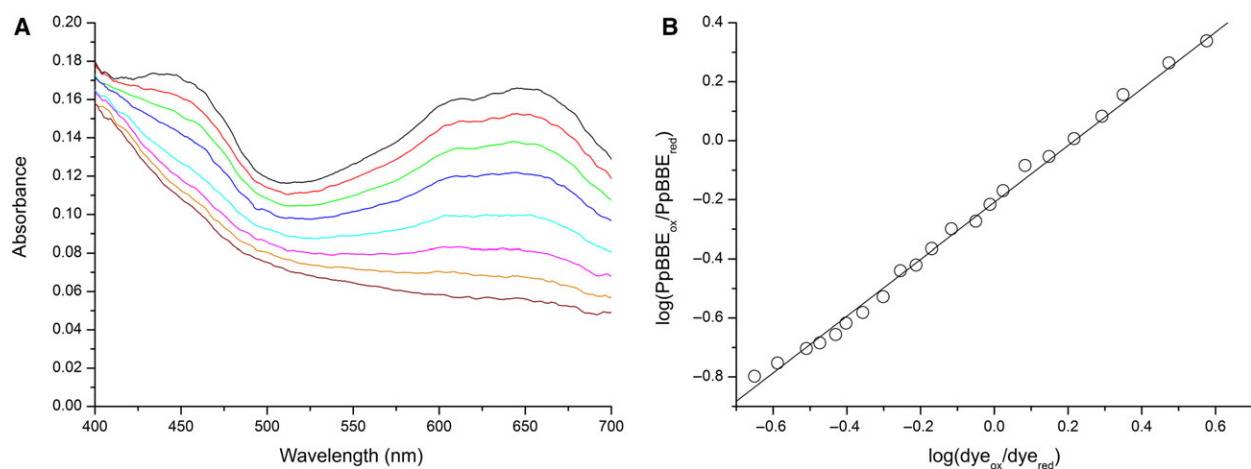 A
0.20
0.18
0.16
0.14
0.12
0.10
0.08
0.06
0.04
0.02
0.00
Absorbance
400 450 500 550 600 650 700
Wavelength (nm)
B
0.4
0.2
0.0
–0.2
–0.4
–0.6
–0.8
log(PpBBEox/PpBBEred)
–0.6 –0.4 –0.2 0.0 0.2 0.4 0.6
log(dyeox/dyered)